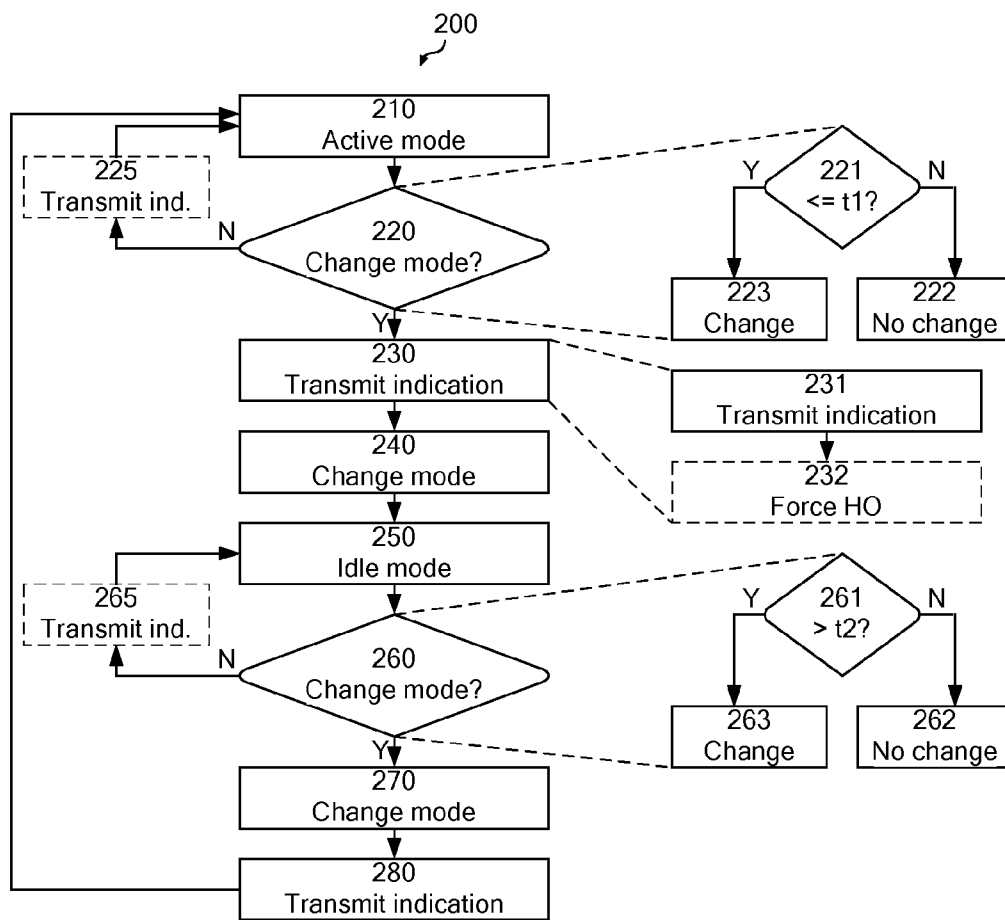 200
210
Active mode
225
Transmit ind.
N
220
Change mode?
Y
221
<= t1?
Y
N
223
Change
222
No change
230
Transmit indication
231
Transmit indication
232
Force HO
240
Change mode
250
Idle mode
265
Transmit ind.
N
260
Change mode?
Y
261
> t2?
Y
N
263
Change
262
No change
270
Change mode
280
Transmit indication